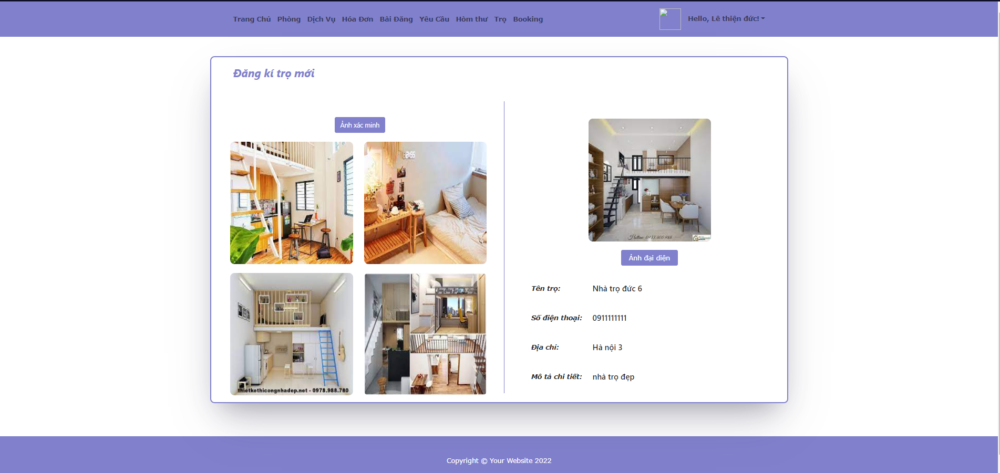 Trang Chủ Phòng Dịch Vụ Hóa Đơn Bài Đăng Yêu Cầu Hòm thư Trọ Booking
Hello, Lê thiện đức!
Đăng kí trọ mới
Ảnh xác minh
thietkethicongnhadep.net - 0978.988.780
Hotline: 0933.400.988
Ảnh đại diện
Tên trọ: Nhà trọ đức 6
Số điện thoại: 0911111111
Địa chỉ: Hà nội 3
Mô tả chi tiết: nhà trọ đẹp
Copyright © Your Website 2022